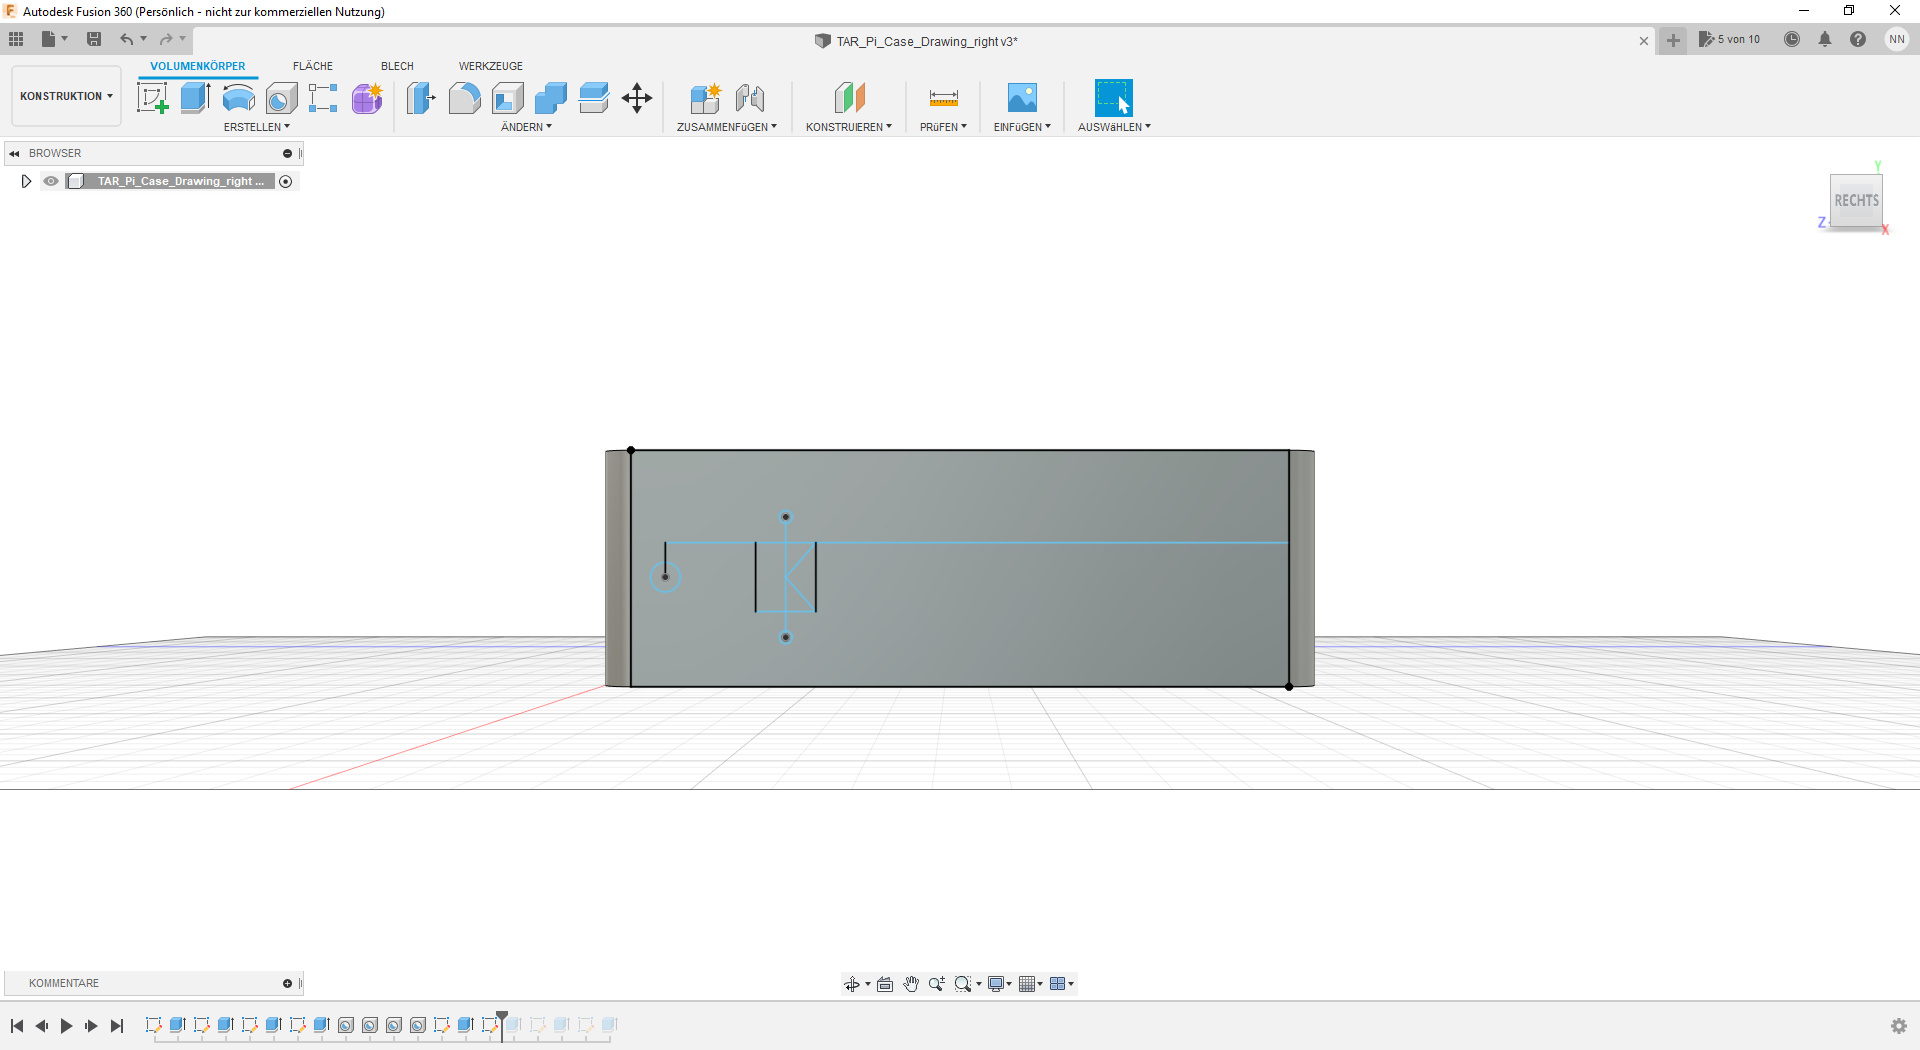 Autodesk Fusion 360 (Persönlich - nicht zur kommerziellen Nutzung)
TAR_Pi_Case_Drawing_right v3*
5 von 10
NN
KONSTRUKTION
VOLUMENKÖRPER FLÄCHE BLECH WERKZEUGE
ERSTELLEN ÄNDERN ZUSAMMENFüGEN KONSTRUIEREN PRüFEN EINFüGEN AUSWäHLEN
BROWSER
TAR_Pi_Case_Drawing_right ...
Y
RECHTS
Z
X
KOMMENTARE